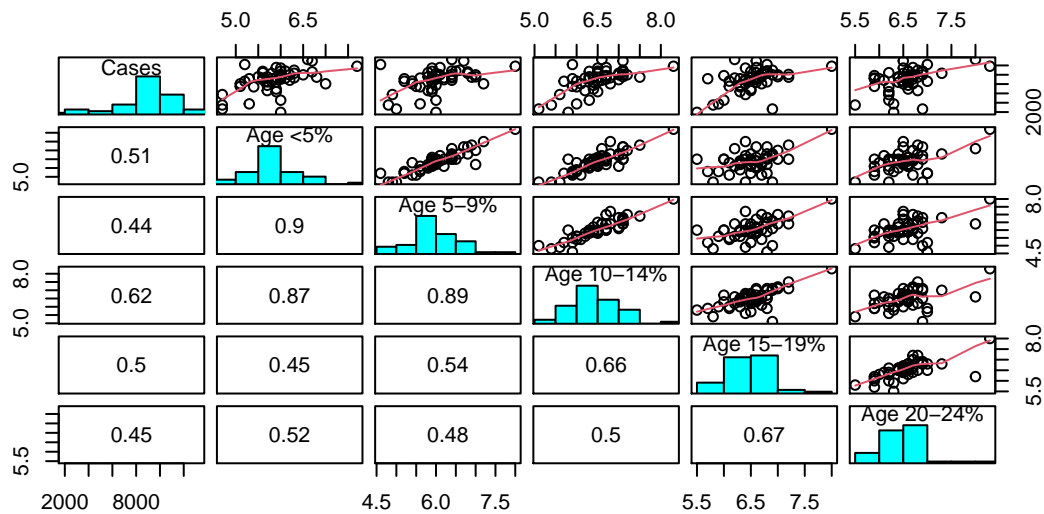 5.0 6.5 5.0 6.5 8.0 5.5 6.5 7.5
Cases
2000
Age <5%
0.51
5.0
Age 5−9%
0.44 0.9
4.5 8.0
Age 10−14%
0.62 0.87 0.89
5.0 8.0
Age 15−19%
0.5 0.45 0.54 0.66
5.5 8.0
Age 20−24%
0.45 0.52 0.48 0.5 0.67
5.5
2000 8000 4.5 6.0 7.5 5.5 6.5 7.5